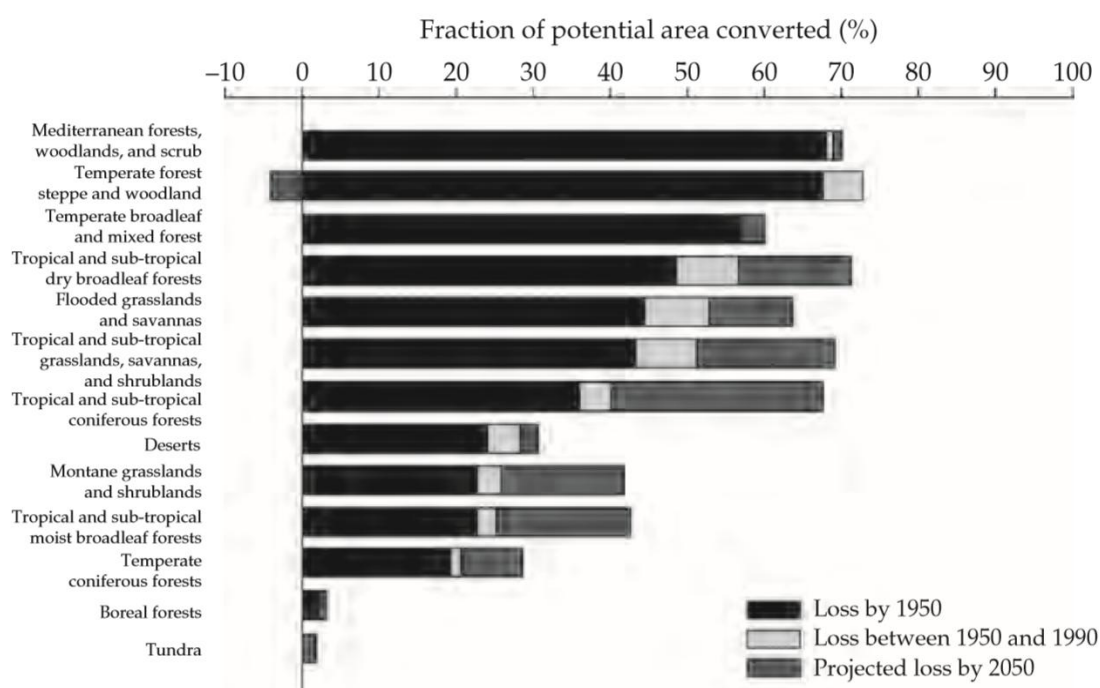 Fraction of potential area converted (%)
–10 0 10 20 30 40 50 60 70 80 90 100
Mediterranean forests,
woodlands, and scrub
Temperate forest
steppe and woodland
Temperate broadleaf
and mixed forest
Tropical and sub-tropical
dry broadleaf forests
Flooded grasslands
and savannas
Tropical and sub-tropical
grasslands, savannas,
and shrublands
Tropical and sub-tropical
coniferous forests
Deserts
Montane grasslands
and shrublands
Tropical and sub-tropical
moist broadleaf forests
Temperate
coniferous forests
Boreal forests
Tundra
Loss by 1950
Loss between 1950 and 1990
Projected loss by 2050